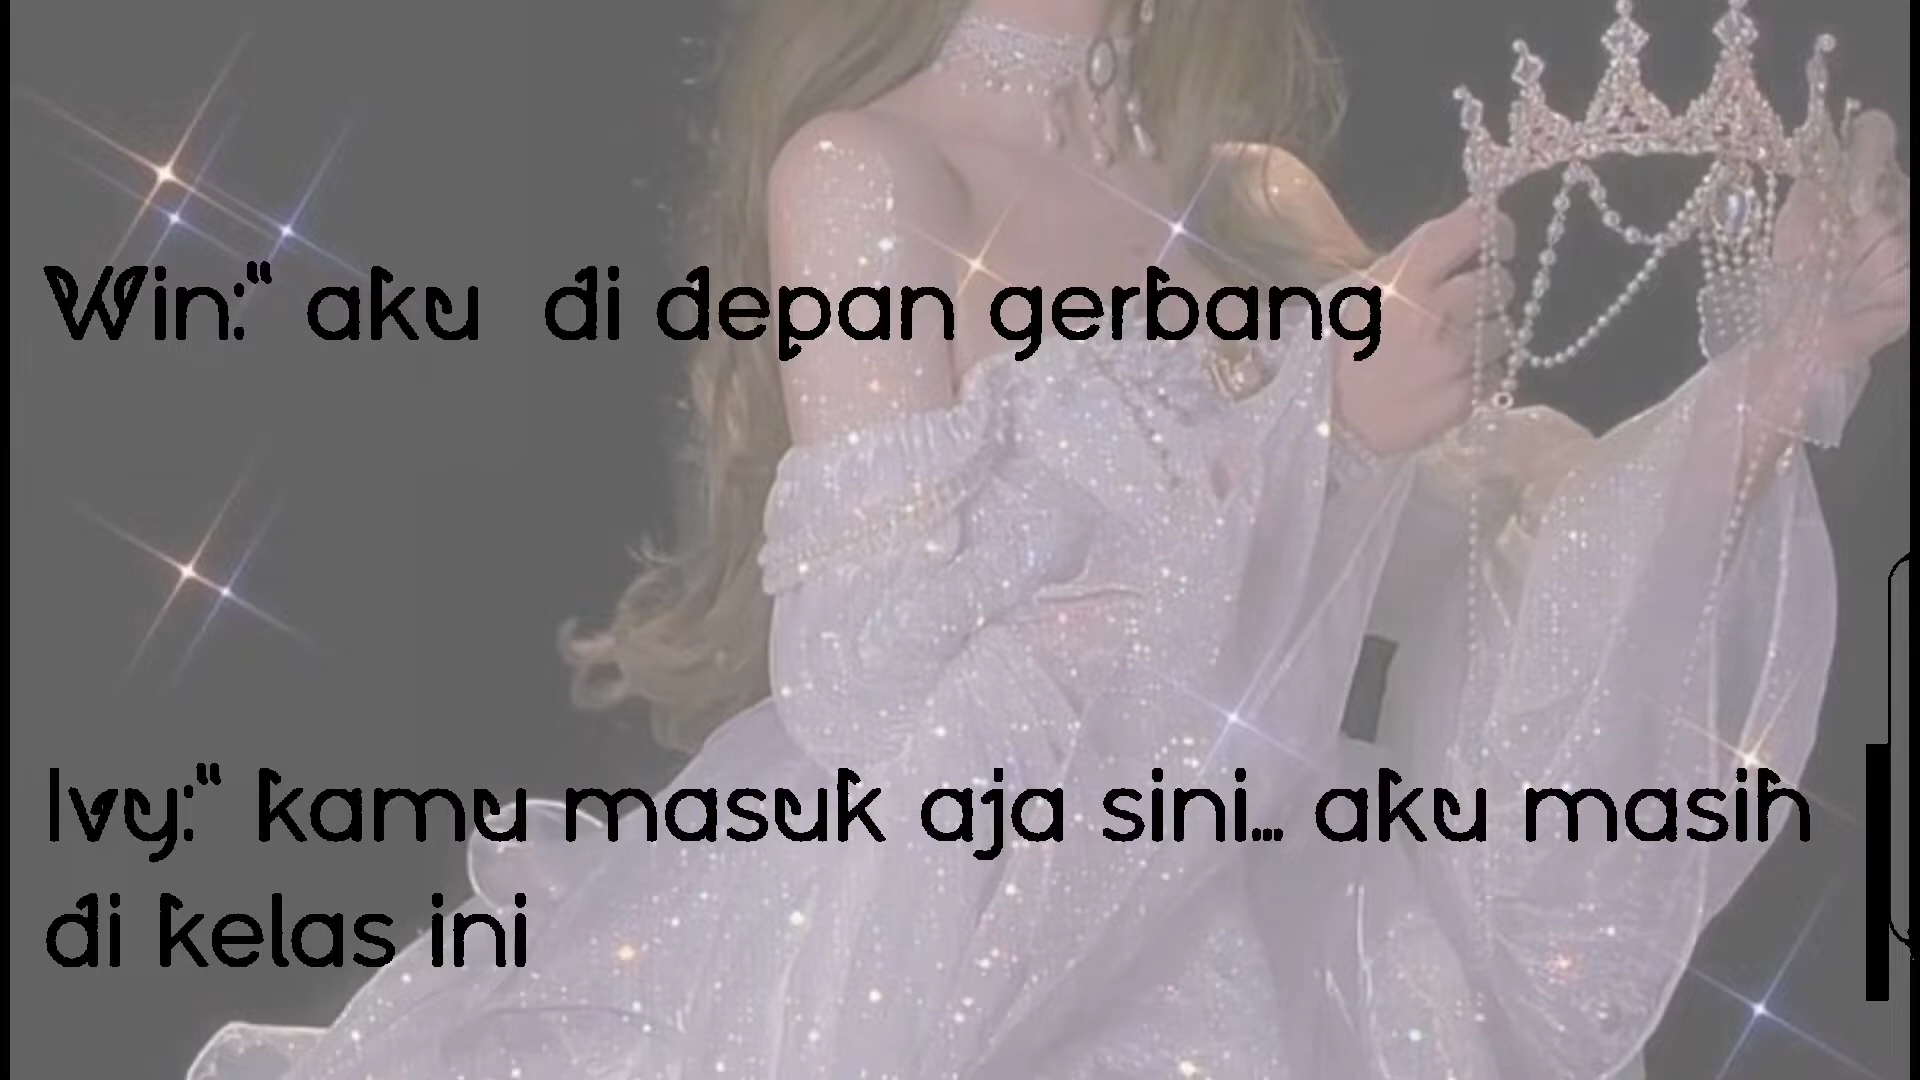 Win:“ aku  di depan gerbang
Ivy:“ kamu masuk aja sini... aku masih
di kelas ini